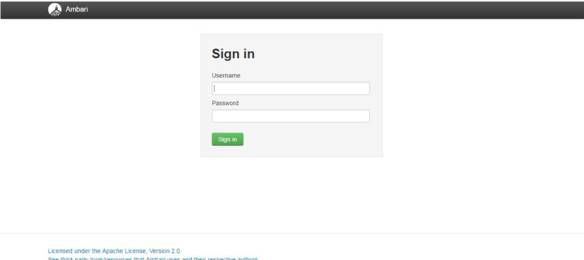 Ambari
Sign in
Username
Password
Sign in
Licensed under the Apache License, Version 2.0.
See third-party tools/resources that Ambari uses and their respective authors